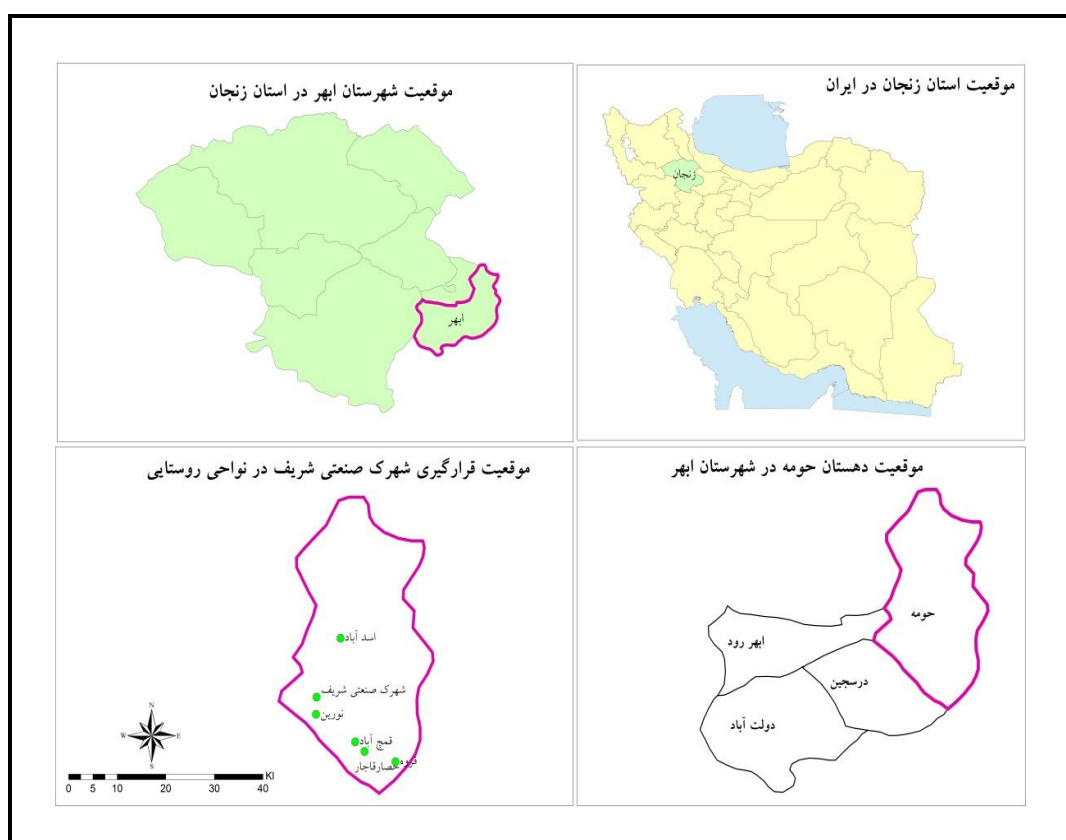 موقعیت استان زنجان در ایران
زنجان
موقعیت شهرستان ابهر در استان زنجان
ابهر
موقعیت دهستان حومه در شهرستان ابهر
حومه
ابهر رود
درسجین
دولت آباد
موقعیت قرارگیری شهرک صنعتی شریف در نواحی روستایی
اسد آباد
شهرک صنعتی شریف
نورین
قمچ آباد
حصارقاجار
قروه
N
W E
S
0 5 10 20 30 40 Kl